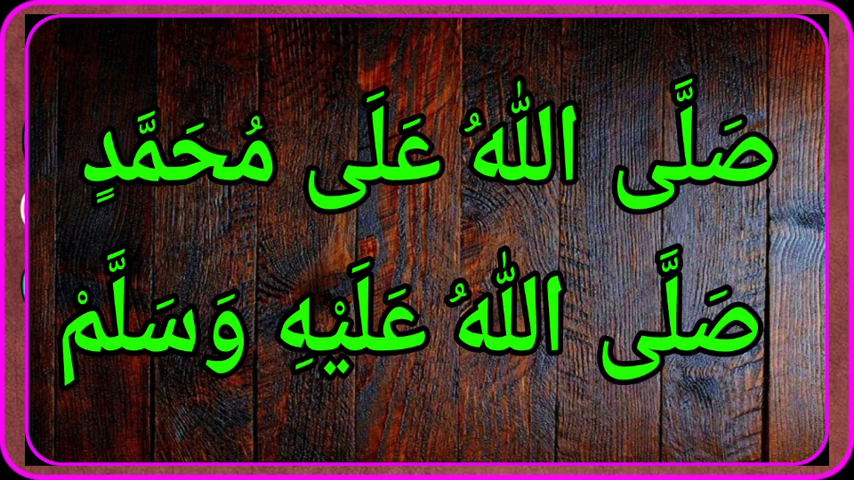 صَلَّى اللّٰهُ عَلَى مُحَمَّدٍ
صَلَّى اللّٰهُ عَلَيْهِ وَسَلَّمْ